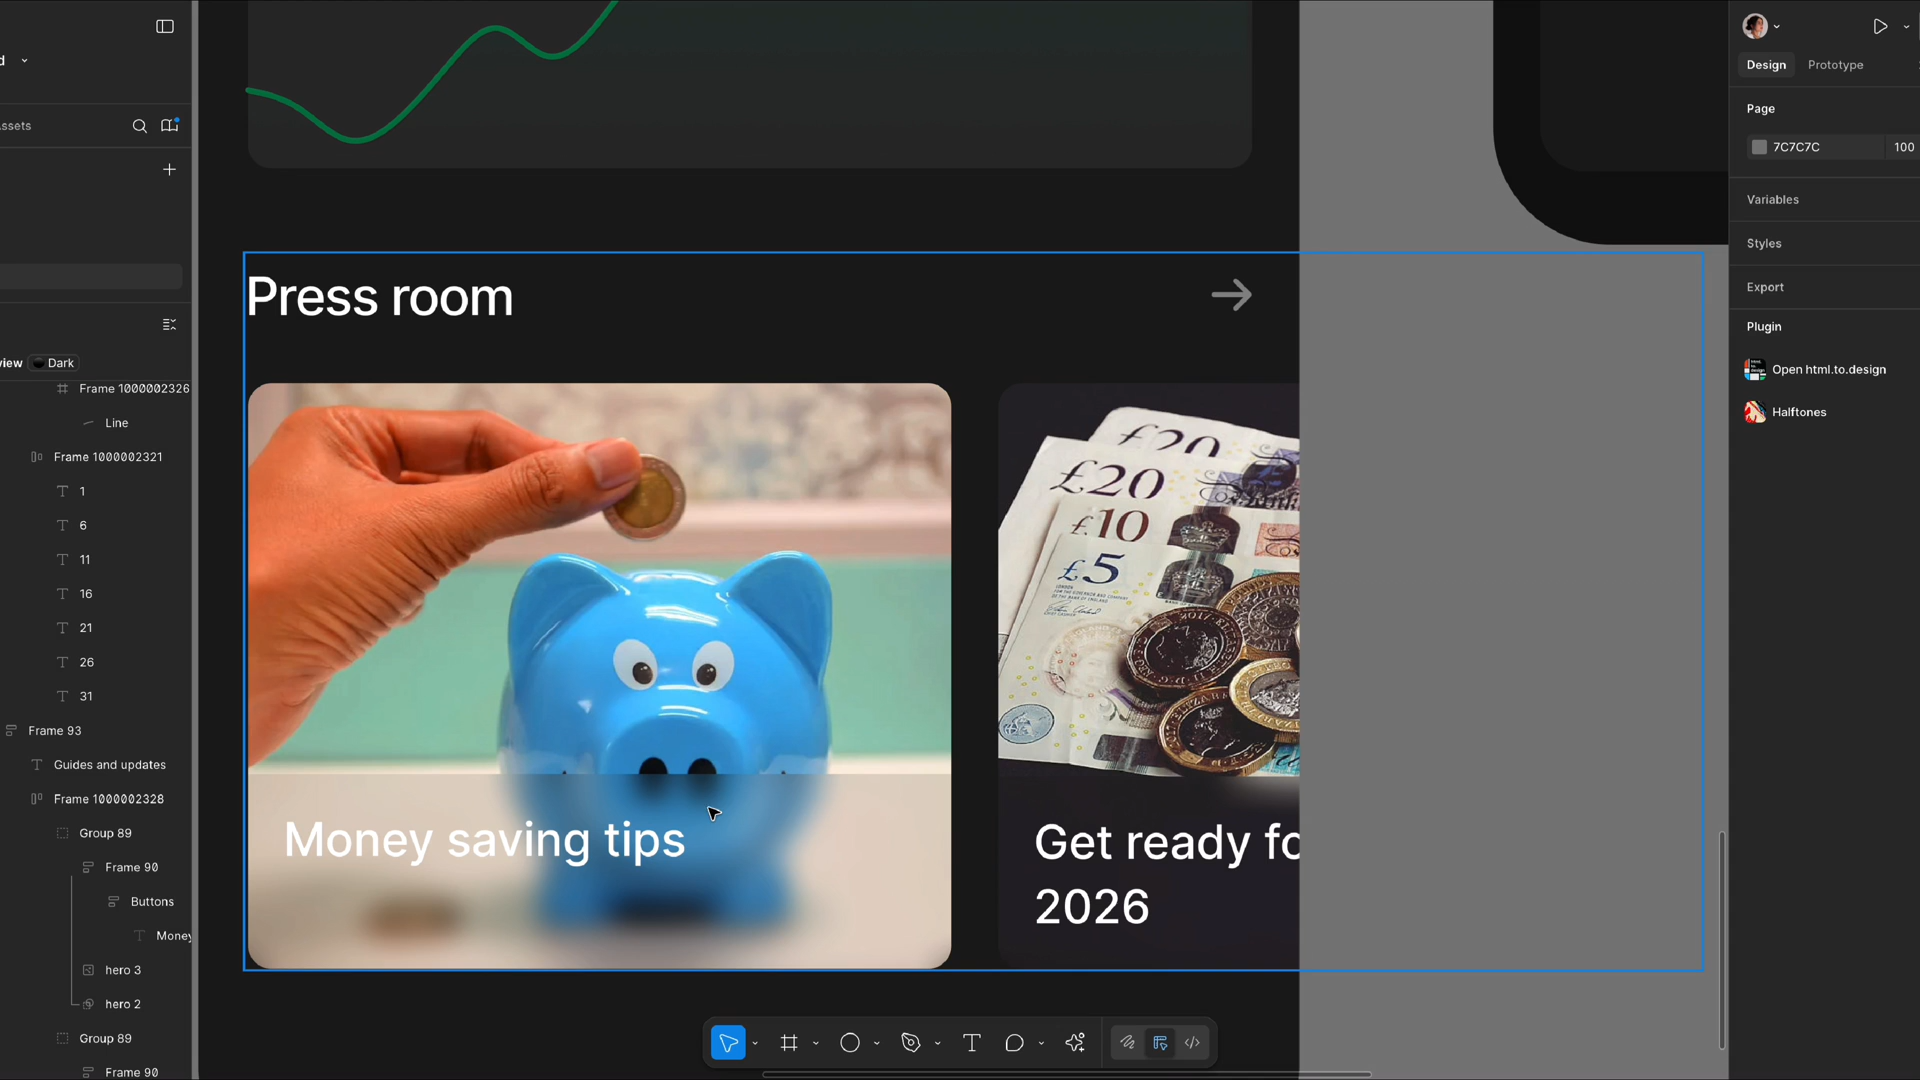 d
Assets
view
Dark
Frame 1000002326
Line
Frame 1000002321
1
6
11
16
21
26
31
Frame 93
Guides and updates
Frame 1000002328
Group 89
Frame 90
Buttons
Money
hero 3
hero 2
Group 89
Frame 90
Press room
Money saving tips
£20
£20
£10
£5
Get ready fo
2026
Design
Prototype
Page
7C7C7C
100
Variables
Styles
Export
Plugin
Open html.to.design
Halftones